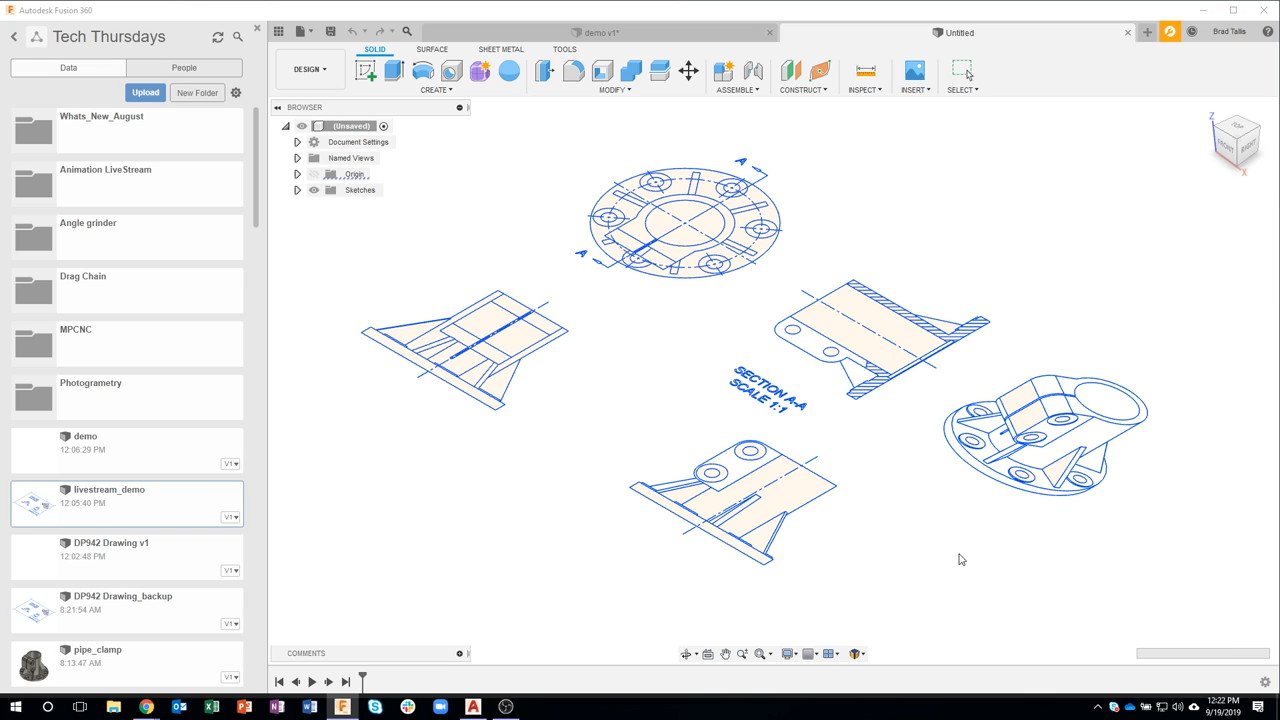 Autodesk Fusion 360
Tech Thursdays
demo v1*
Untitled
Brad Tallis
Data
People
DESIGN
SOLID
SURFACE
SHEET METAL
TOOLS
Upload
New Folder
CREATE
MODIFY
ASSEMBLE
CONSTRUCT
INSPECT
INSERT
SELECT
BROWSER
(Unsaved)
Document Settings
Named Views
Origin
Sketches
TOP
FRONT
RIGHT
Z
X
Whats_New_August
Animation LiveStream
Angle grinder
Drag Chain
MPCNC
Photogrametry
demo
12:06:29 PM
V1
livestream_demo
12:05:40 PM
V1
DP942 Drawing v1
12:02:48 PM
V1
DP942 Drawing_backup
8:21:54 AM
V1
pipe_clamp
8:13:47 AM
V1
A
A
SECTION A-A
SCALE 1:1
COMMENTS
12:22 PM
9/19/2019